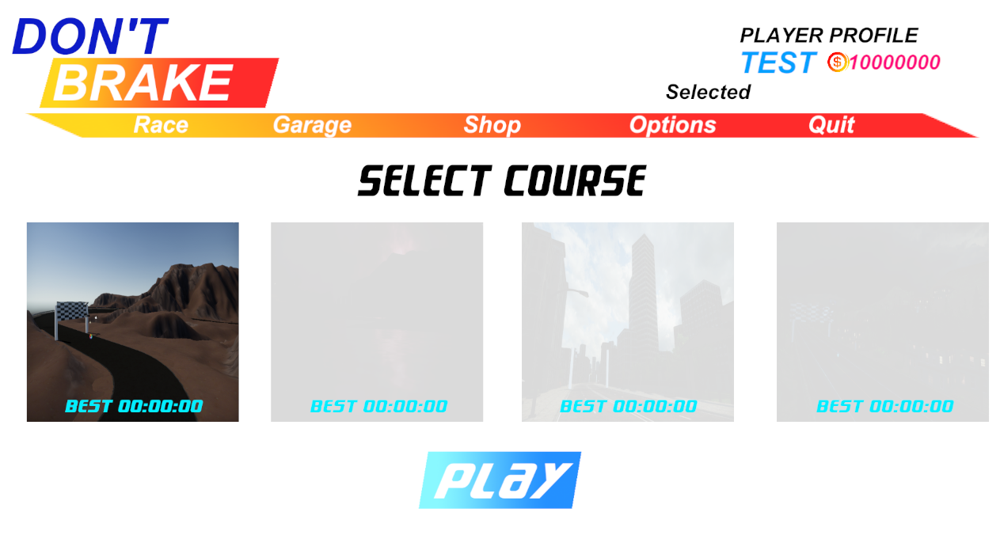 DON'T
BRAKE
PLAYER PROFILE
TEST $10000000
Selected
Race Garage Shop Options Quit
SELECT COURSE
BEST 00:00:00 BEST 00:00:00 BEST 00:00:00 BEST 00:00:00
PLAY